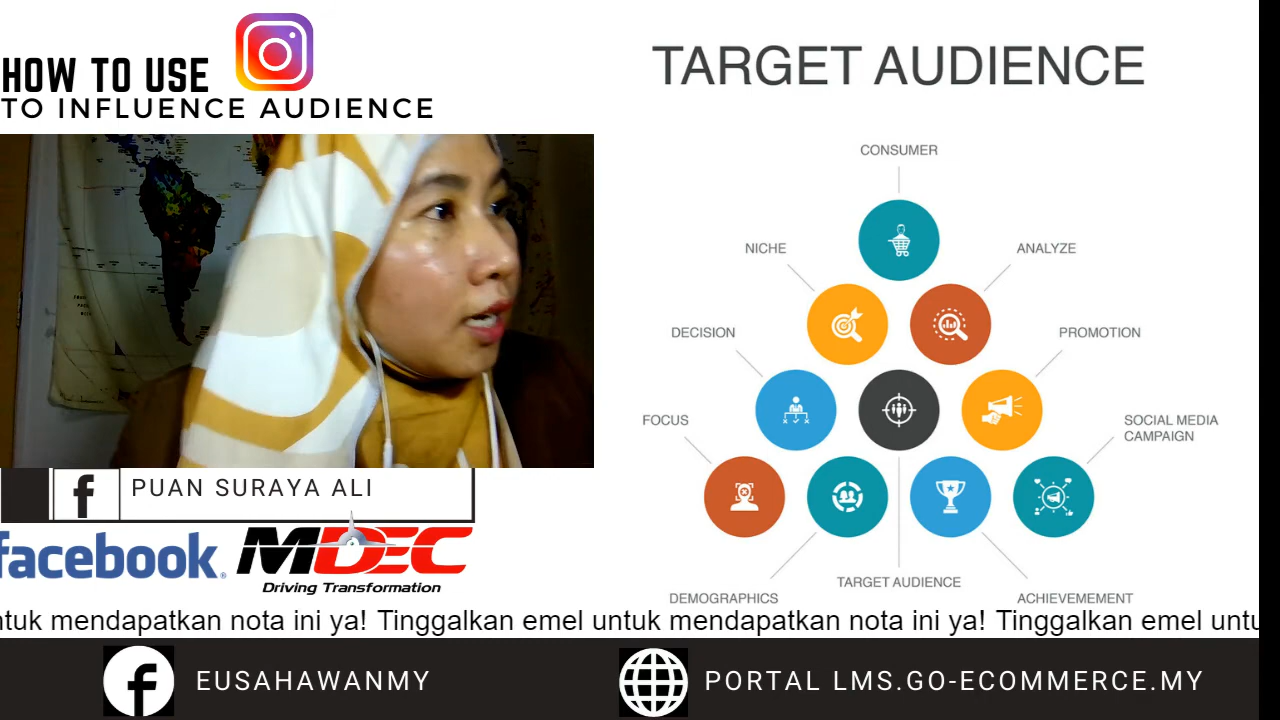 HOW TO USE
TO INFLUENCE AUDIENCE
TARGET AUDIENCE
CONSUMER
NICHE
ANALYZE
DECISION
PROMOTION
FOCUS
SOCIAL MEDIA
CAMPAIGN
DEMOGRAPHICS
TARGET AUDIENCE
ACHIEVEMEMENT
f PUAN SURAYA ALI
facebook®
MDEC
Driving Transformation
ntuk mendapatkan nota ini ya! Tinggalkan emel untuk mendapatkan nota ini ya! Tinggalkan emel untu
f EUSAHAWANMY
PORTAL LMS.GO-ECOMMERCE.MY